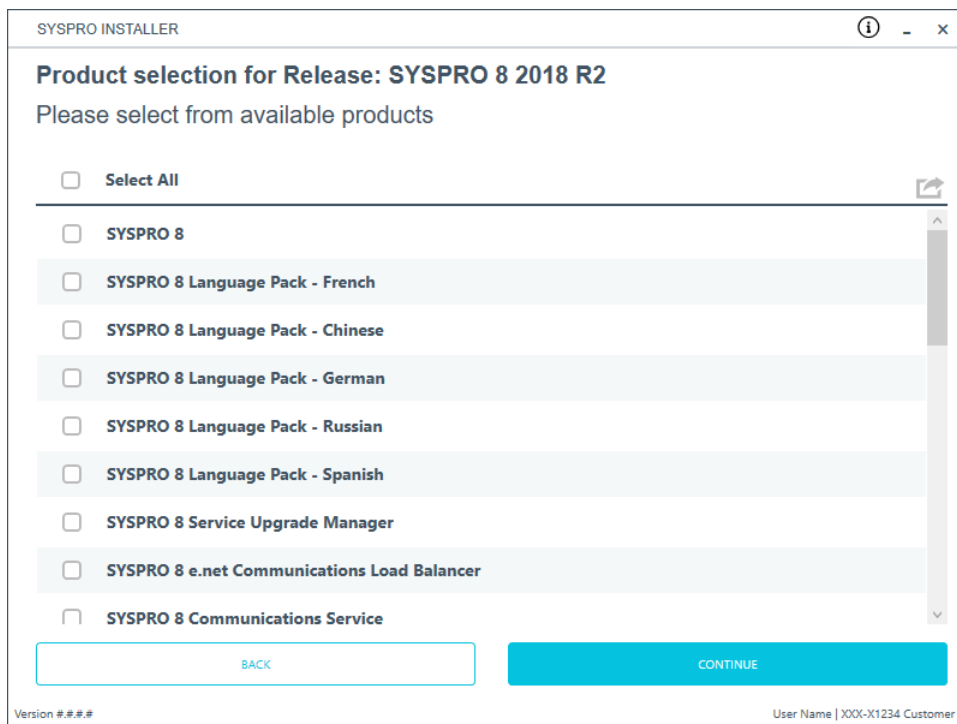 SYSPRO INSTALLER
Product selection for Release: SYSPRO 8 2018 R2
Please select from available products
Select All
SYSPRO 8
SYSPRO 8 Language Pack - French
SYSPRO 8 Language Pack - Chinese
SYSPRO 8 Language Pack - German
SYSPRO 8 Language Pack - Russian
SYSPRO 8 Language Pack - Spanish
SYSPRO 8 Service Upgrade Manager
SYSPRO 8 e.net Communications Load Balancer
SYSPRO 8 Communications Service
BACK CONTINUE
Version #.#.#.# User Name | XXX-X1234 Customer